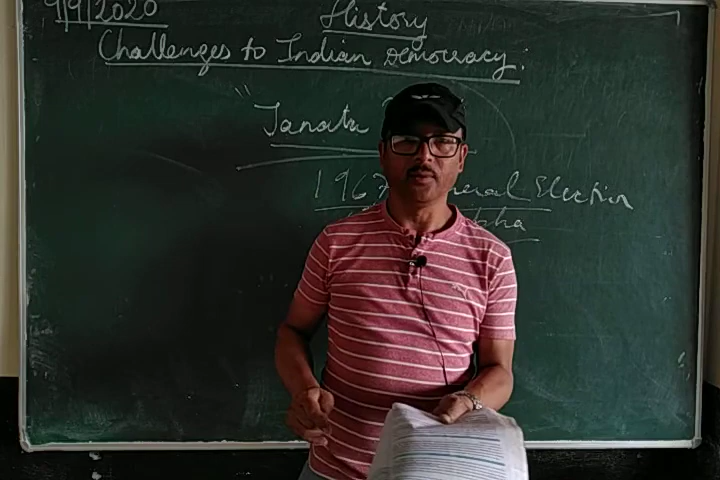 9/9/2020
History
Challenges to Indian Democracy:
"Janata
1967 General Election